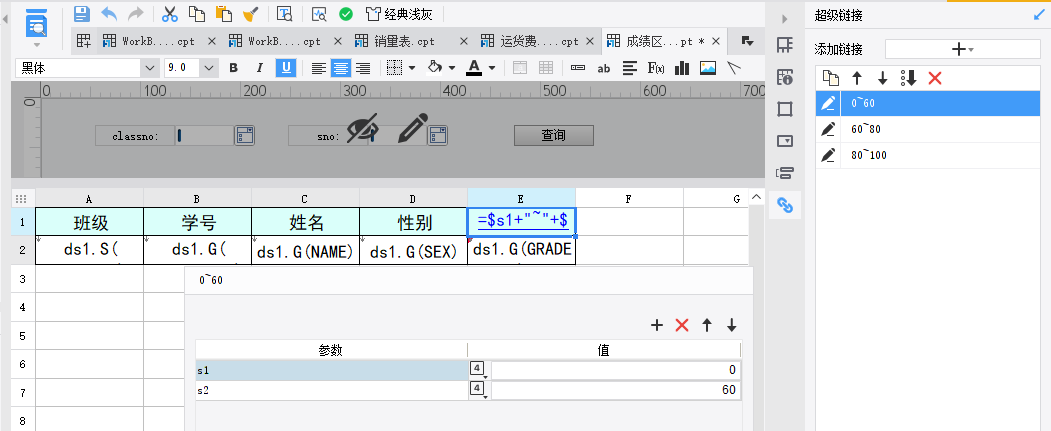 经典浅灰
WorkB....cpt
WorkB....cpt
销量表.cpt
运货费....cpt
成绩区...pt *
黑体
9.0
B
I
U
ab
F(x)
0
100
200
300
400
500
600
700
0
classno:
sno:
查询
A
B
C
D
E
F
G
1
班级
学号
姓名
性别
=$s1+"~"+$
2
ds1.S(
ds1.G(
ds1.G(NAME)
ds1.G(SEX)
ds1.G(GRADE
3
4
5
6
7
8
0~60
参数
值
s1
4
0
s2
4
60
超级链接
添加链接
0~60
60~80
80~100